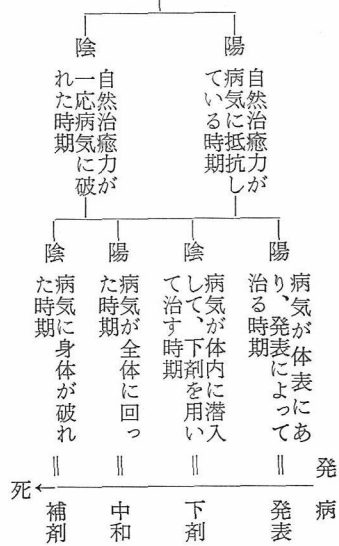 陽
自然治癒力が
病気に抵抗し
ている時期
陰
自然治癒力が
一応病気に破
れた時期
陽
病気が体表にあ
り、発表によって
治る時期
陰
病気が体内に潜入
して、下剤を用い
て治す時期
陽
病気が全体に回っ
た時期
陰
病気に身体が破れ
た時期
発病
発表
下剤
中和
補剤
死